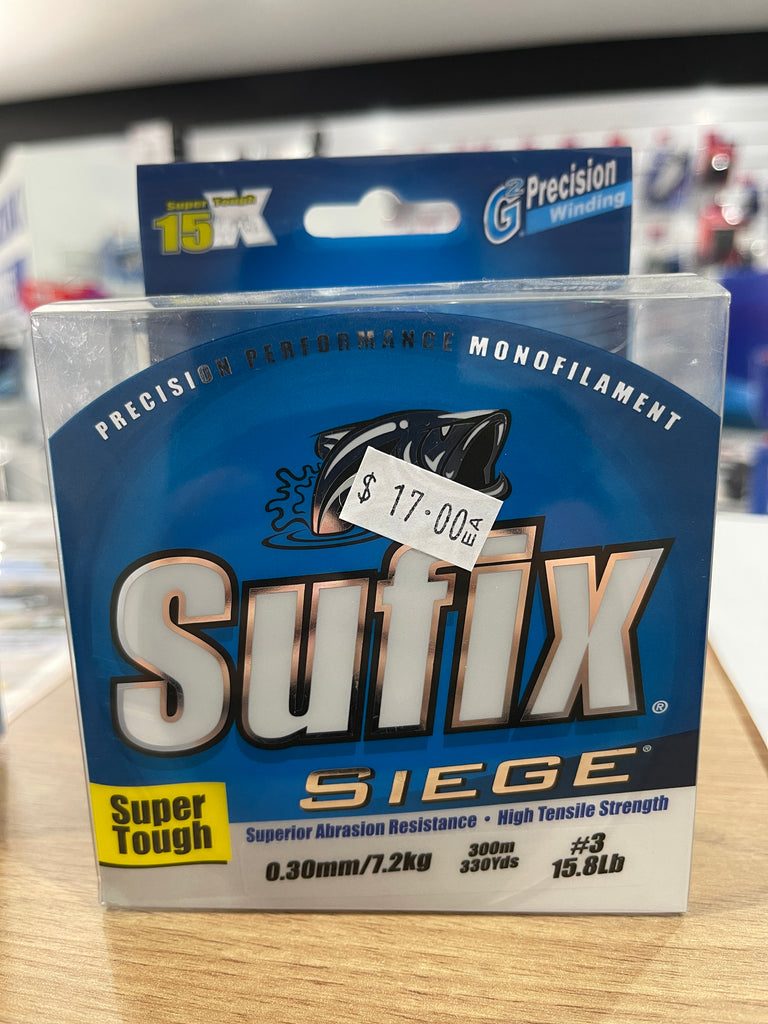 Super Tough
15X
G2 Precision
Winding
PRECISION PERFORMANCE MONOFILAMENT
$ 17.00 EA
Sufix®
SIEGE®
Super
Tough
Superior Abrasion Resistance • High Tensile Strength
0.30mm/7.2kg
300m
330Yds
#3
15.8Lb